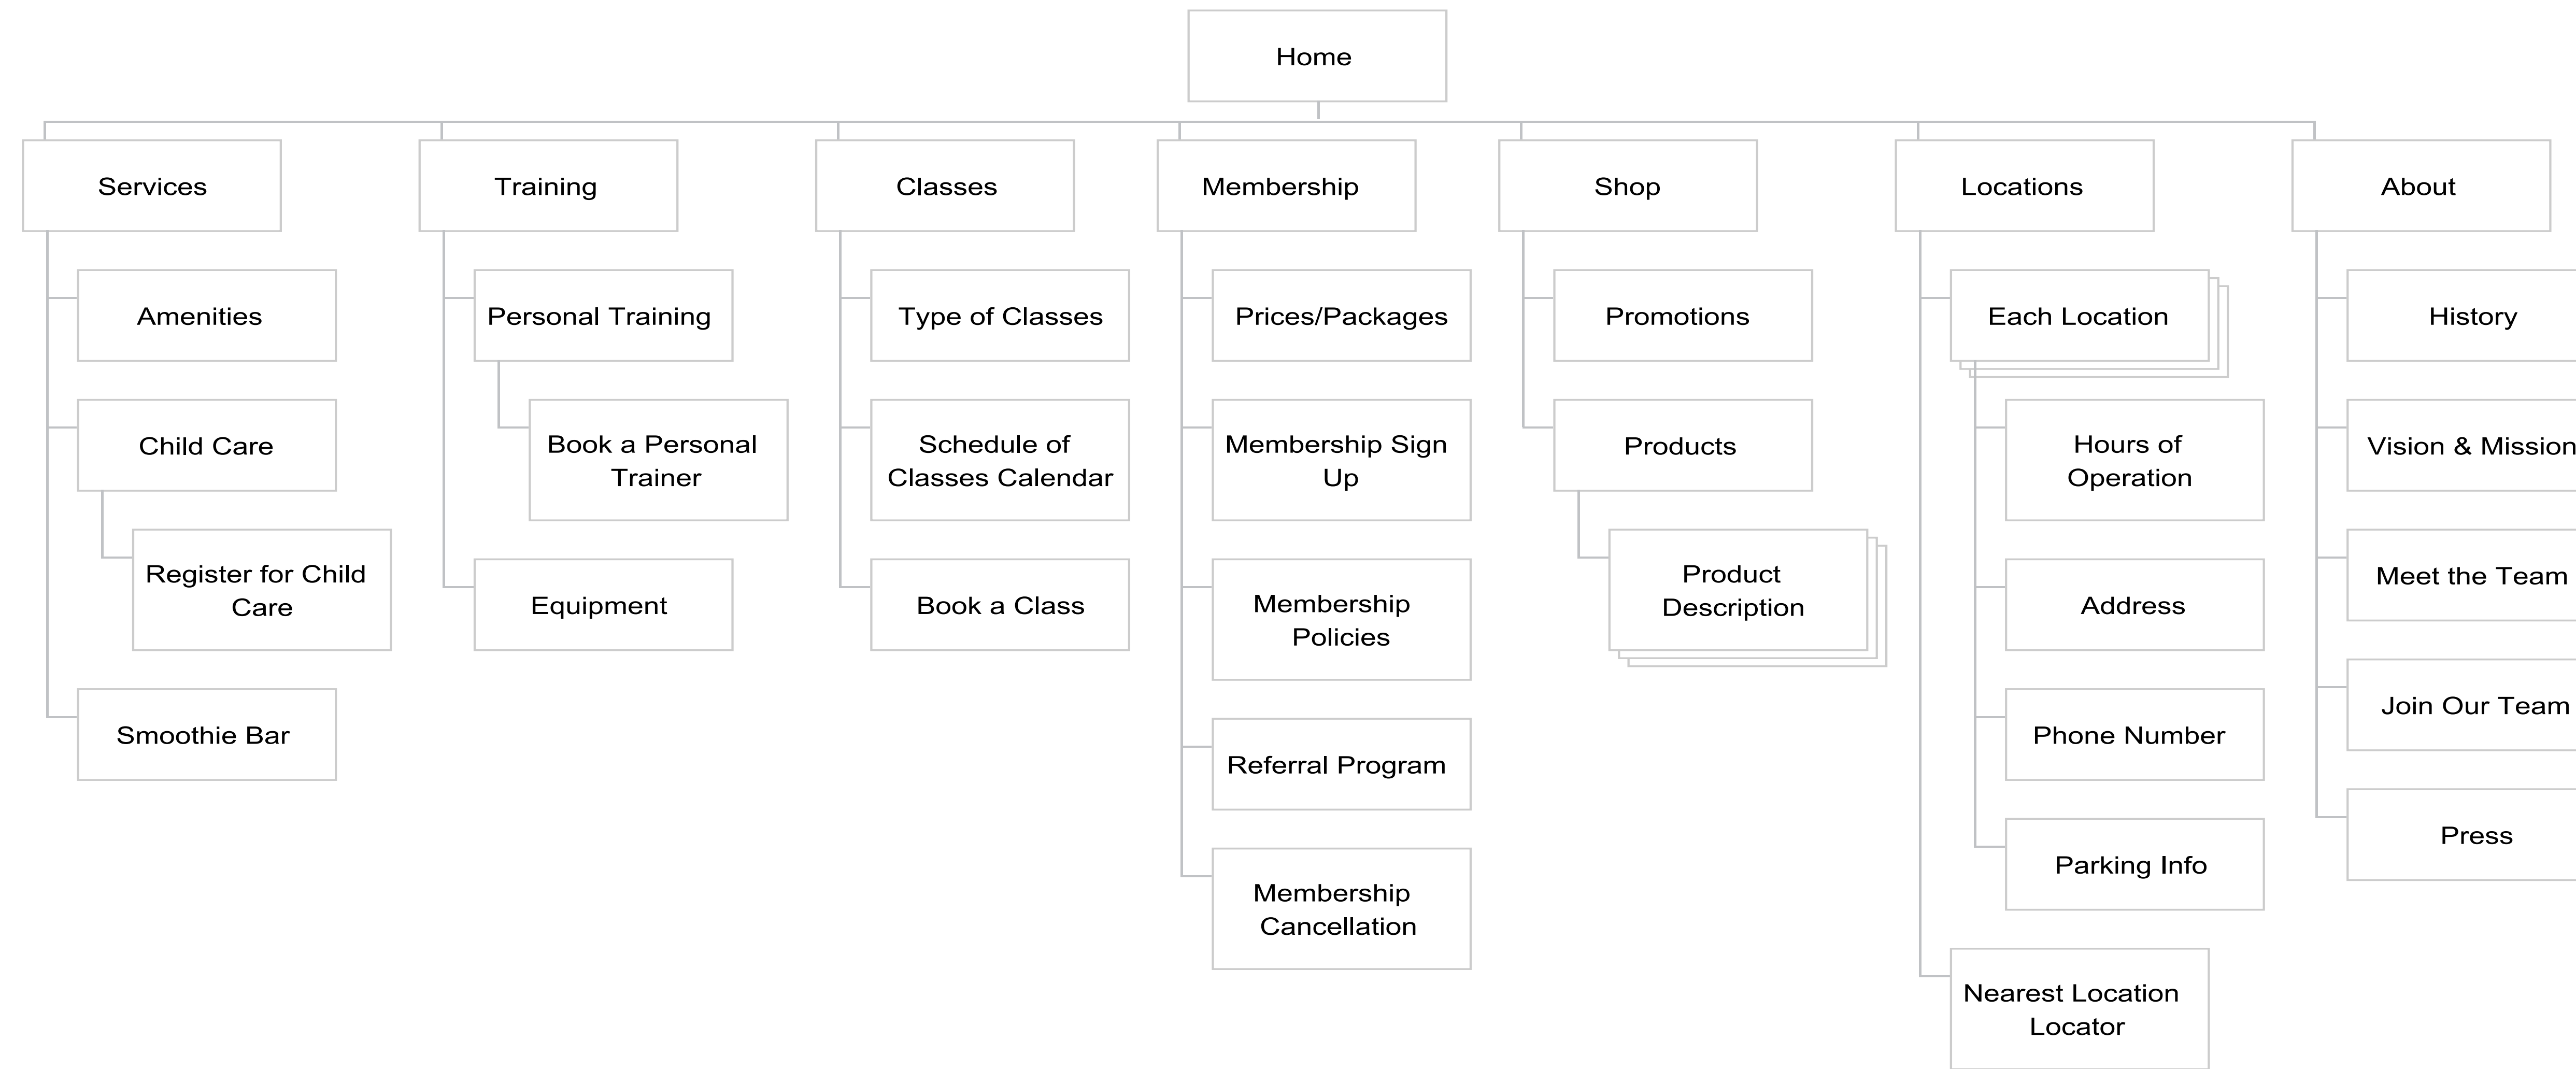 Home
Services
Training
Classes
Membership
Shop
Locations
About
Amenities
Child Care
Register for Child
Care
Smoothie Bar
Personal Training
Book a Personal
Trainer
Equipment
Type of Classes
Schedule of
Classes Calendar
Book a Class
Prices/Packages
Membership Sign
Up
Membership
Policies
Referral Program
Membership
Cancellation
Promotions
Products
Product
Description
Each Location
Hours of
Operation
Address
Phone Number
Parking Info
Nearest Location
Locator
History
Vision & Mission
Meet the Team
Join Our Team
Press